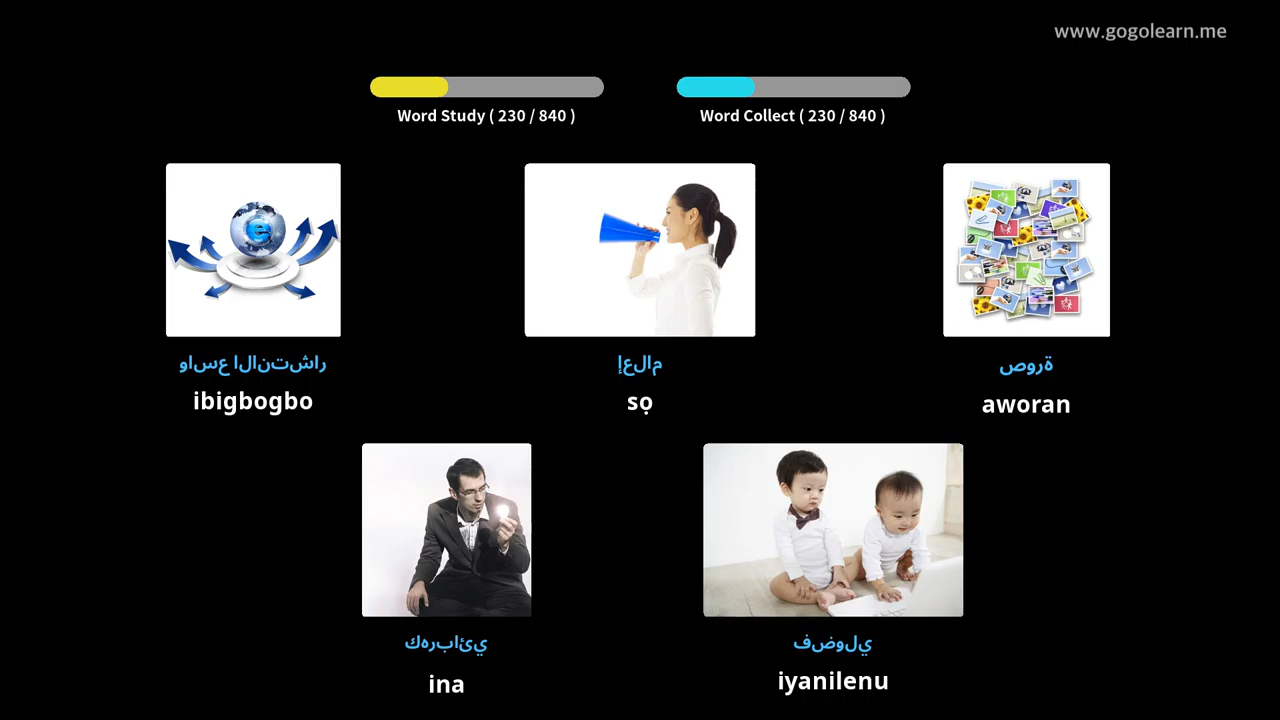 www.gogolearn.me
Word Study ( 230 / 840 )
Word Collect ( 230 / 840 )
واسع الانتشار
إعلام
صورة
ibigbogbo
sọ
aworan
كهربائي
فضولي
ina
iyanilenu